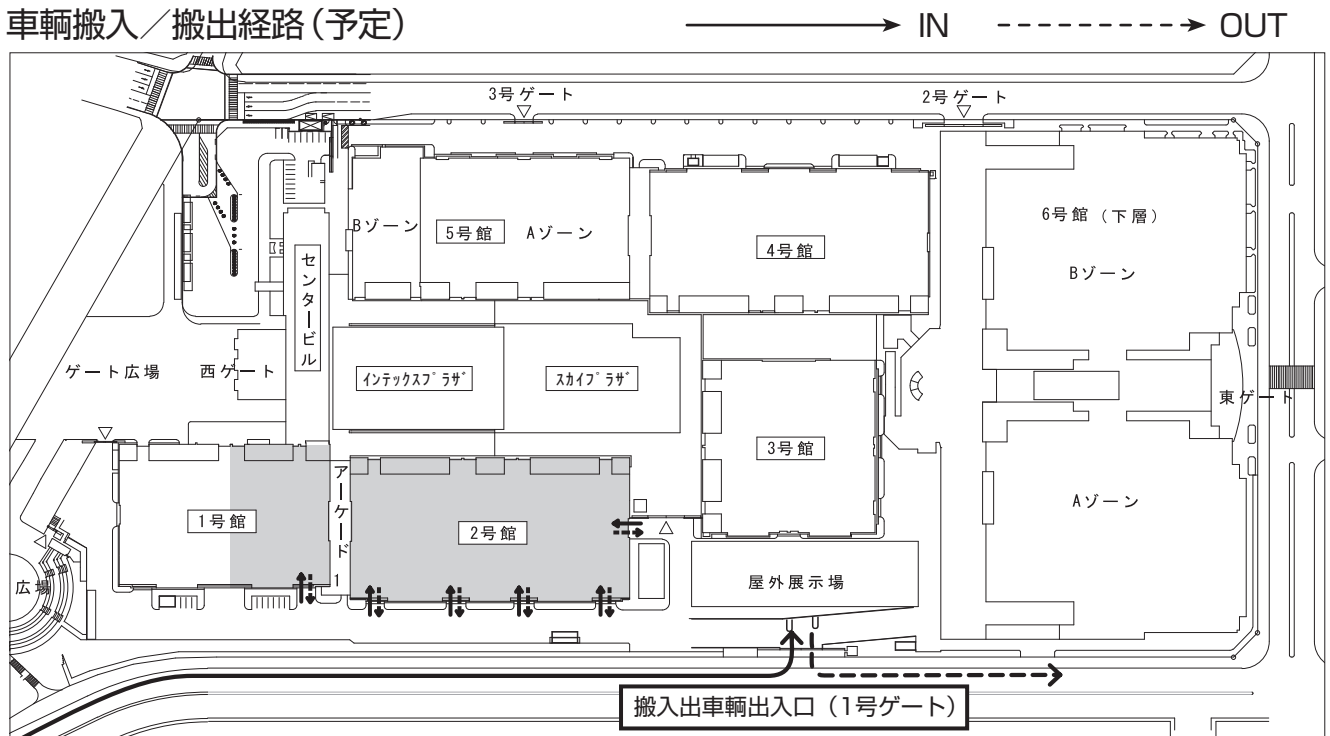 車輌搬入／搬出経路（予定）
IN
OUT
3号ゲート
2号ゲート
Bゾーン
5号館
Aゾーン
4号館
6号館（下層）
Bゾーン
センタービル
ゲート広場
西ゲート
インテックスプラザ
スカイプラザ
東ゲート
3号館
Aゾーン
アーケード1
1号館
2号館
広場
屋外展示場
搬入出車輌出入口（1号ゲート）